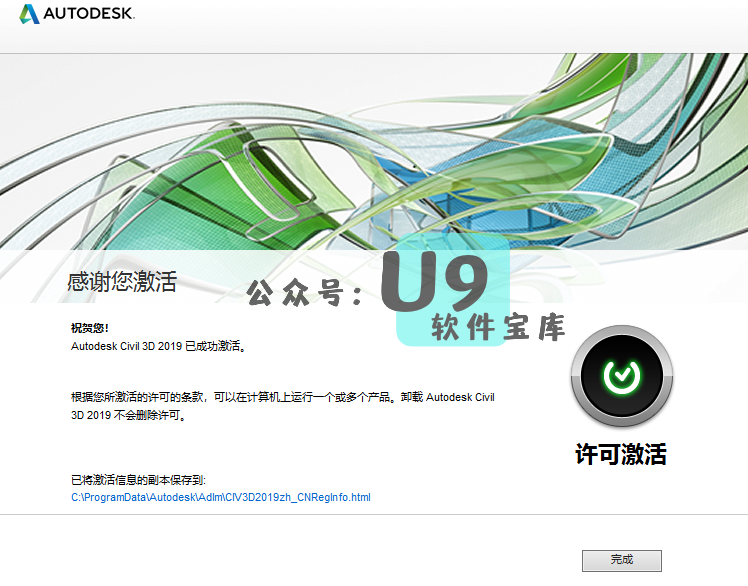 AUTODESK.
感谢您激活
公众号：U9
软件宝库
祝贺您！
Autodesk Civil 3D 2019 已成功激活。
根据您所激活的许可的条款，可以在计算机上运行一个或多个产品。卸载 Autodesk Civil
3D 2019 不会删除许可。
许可激活
已将激活信息的副本保存到:
C:\ProgramData\Autodesk\Adlm\CIV3D2019zh_CNRegInfo.html
完成